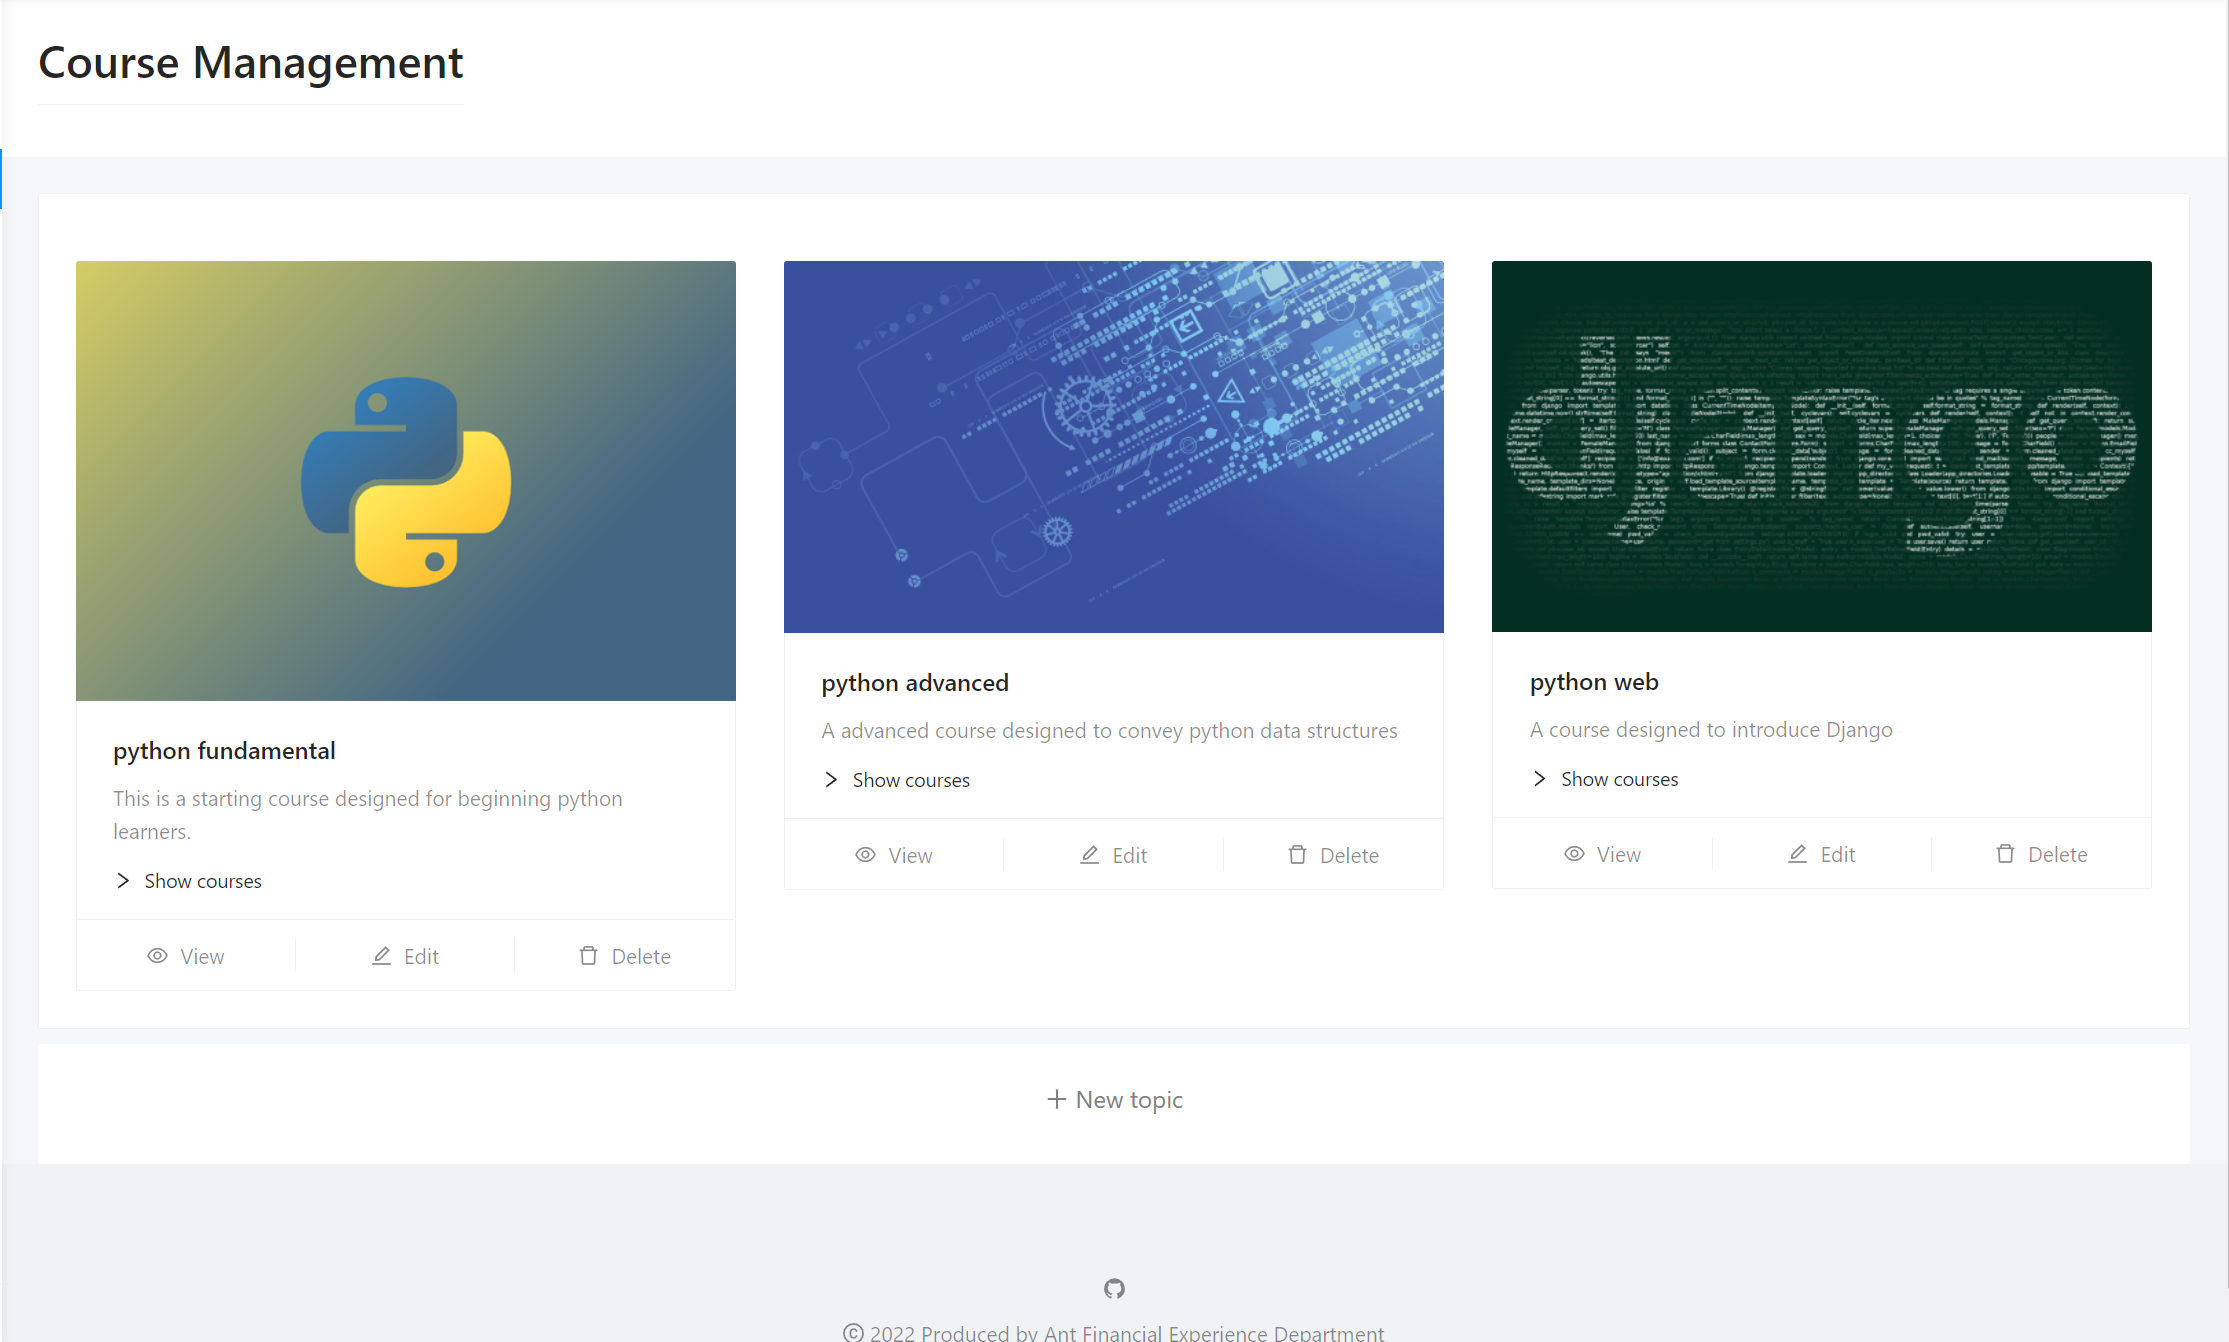 Course Management
django
python fundamental
This is a starting course designed for beginning python
learners.
Show courses
View
Edit
Delete
python advanced
A advanced course designed to convey python data structures
Show courses
View
Edit
Delete
python web
A course designed to introduce Django
Show courses
View
Edit
Delete
New topic
© 2022 Produced by Ant Financial Experience Department